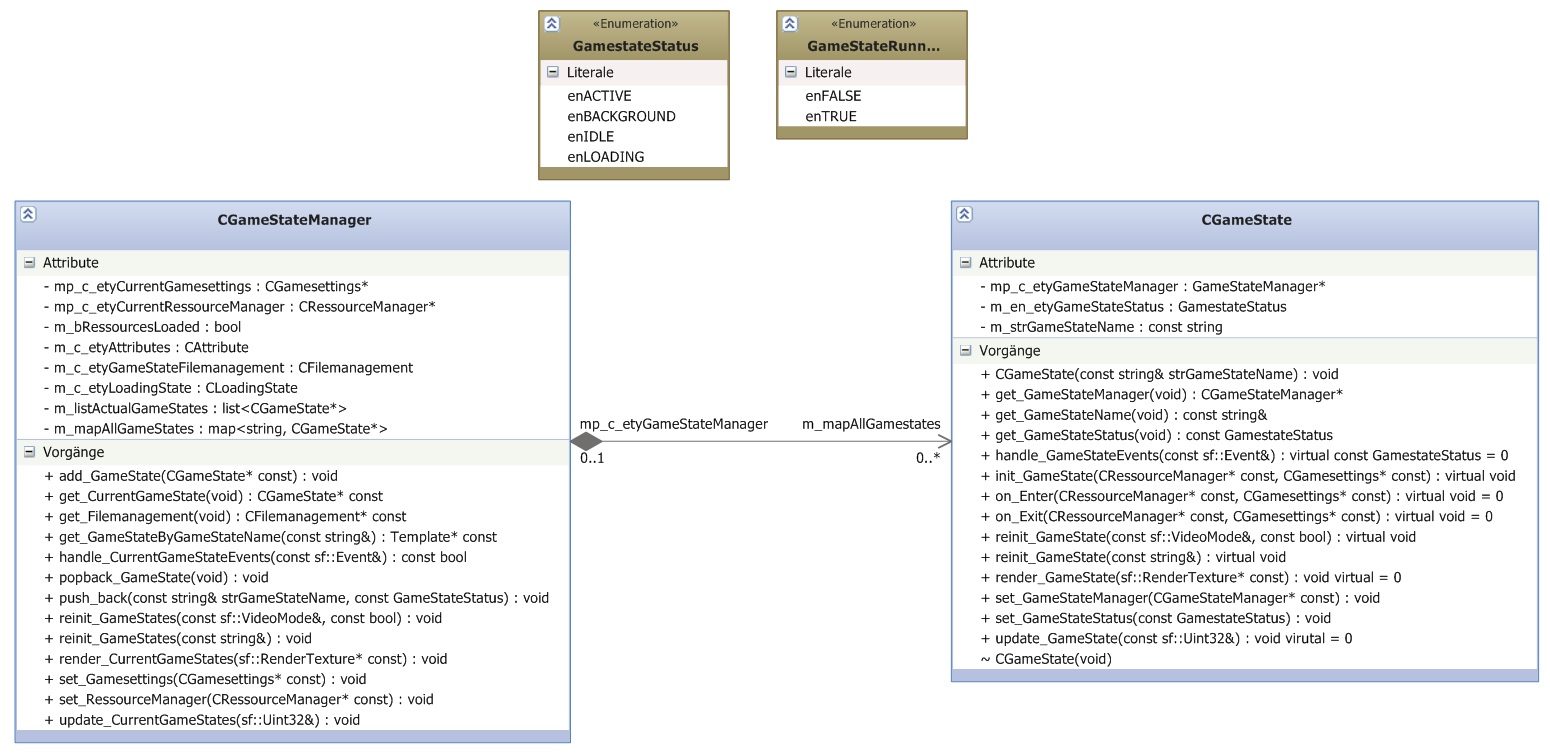 «Enumeration»
GamestateStatus
Literale
enACTIVE
enBACKGROUND
enIDLE
enLOADING
«Enumeration»
GameStateRunn...
Literale
enFALSE
enTRUE
CGameStateManager
Attribute
- mp_c_etyCurrentGamesettings : CGamesettings*
- mp_c_etyCurrentRessourceManager : CRessourceManager*
- m_bRessourcesLoaded : bool
- m_c_etyAttributes : CAttribute
- m_c_etyGameStateFilemanagement : CFilemanagement
- m_c_etyLoadingState : CLoadingState
- m_listActualGameStates : list<CGameState*>
- m_mapAllGameStates : map<string, CGameState*>
Vorgänge
+ add_GameState(CGameState* const) : void
+ get_CurrentGameState(void) : CGameState* const
+ get_Filemanagement(void) : CFilemanagement* const
+ get_GameStateByGameStateName(const string&) : Template* const
+ handle_CurrentGameStateEvents(const sf::Event&) : const bool
+ popback_GameState(void) : void
+ push_back(const string& strGameStateName, const GameStateStatus) : void
+ reinit_GameStates(const sf::VideoMode&, const bool) : void
+ reinit_GameStates(const string&) : void
+ render_CurrentGameStates(sf::RenderTexture* const) : void
+ set_Gamesettings(CGamesettings* const) : void
+ set_RessourceManager(CRessourceManager* const) : void
+ update_CurrentGameStates(sf::Uint32&) : void
mp_c_etyGameStateManager
0..1
m_mapAllGamestates
0..*
CGameState
Attribute
- mp_c_etyGameStateManager : GameStateManager*
- m_en_etyGameStateStatus : GamestateStatus
- m_strGameStateName : const string
Vorgänge
+ CGameState(const string& strGameStateName) : void
+ get_GameStateManager(void) : CGameStateManager*
+ get_GameStateName(void) : const string&
+ get_GameStateStatus(void) : const GamestateStatus
+ handle_GameStateEvents(const sf::Event&) : virtual const GamestateStatus = 0
+ init_GameState(CRessourceManager* const, CGamesettings* const) : virtual void
+ on_Enter(CRessourceManager* const, CGamesettings* const) : virtual void = 0
+ on_Exit(CRessourceManager* const, CGamesettings* const) : virtual void = 0
+ reinit_GameState(const sf::VideoMode&, const bool) : virtual void
+ reinit_GameState(const string&) : virtual void
+ render_GameState(sf::RenderTexture* const) : void virtual = 0
+ set_GameStateManager(CGameStateManager* const) : void
+ set_GameStateStatus(const GamestateStatus) : void
+ update_GameState(const sf::Uint32&) : void virutal = 0
~ CGameState(void)